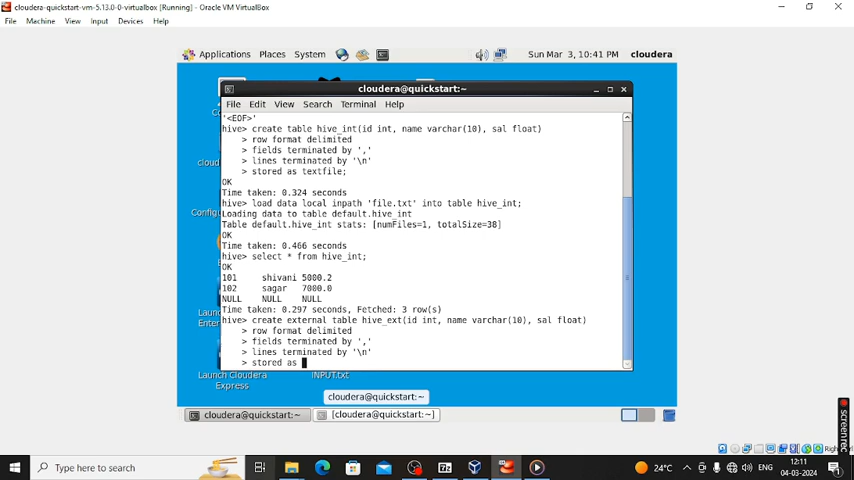 cloudera-quickstart-vm-5.13.0-0-virtualbox [Running] - Oracle VM VirtualBox
File Machine View Input Devices Help
Applications Places System
Sun Mar 3, 10:41 PM cloudera
cloudera@quickstart:~
File Edit View Search Terminal Help
'<EOF>'
hive> create table hive_int(id int, name varchar(10), sal float)
> row format delimited
> fields terminated by ','
> lines terminated by '\n'
> stored as textfile;
OK
Time taken: 0.324 seconds
hive> load data local inpath 'file.txt' into table hive_int;
Loading data to table default.hive_int
Table default.hive_int stats: [numFiles=1, totalSize=38]
OK
Time taken: 0.466 seconds
hive> select * from hive_int;
OK
101 shivani 5000.2
102 sagar 7000.0
NULL NULL NULL
Time taken: 0.297 seconds, Fetched: 3 row(s)
hive> create external table hive_ext(id int, name varchar(10), sal float)
> row format delimited
> fields terminated by ','
> lines terminated by '\n'
> stored as
Launch Cloudera
Express
INPUT.txt
cloudera@quickstart:~
cloudera@quickstart:~
[cloudera@quickstart:~]
Type here to search
24°C
ENG
12:11
04-03-2024